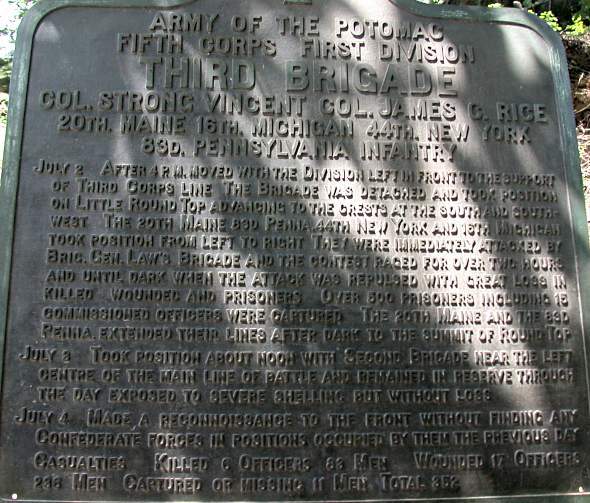 ARMY OF THE POTOMAC
FIFTH CORPS FIRST DIVISION
THIRD BRIGADE
COL. STRONG VINCENT COL. JAMES C. RICE
20TH. MAINE 16TH. MICHIGAN 44TH. NEW YORK
83D. PENNSYLVANIA INFANTRY
JULY 2 AFTER 4 P.M. MOVED WITH THE DIVISION LEFT IN FRONT TO THE SUPPORT
OF THIRD CORPS LINE THE BRIGADE WAS DETACHED AND TOOK POSITION
ON LITTLE ROUND TOP ADVANCING TO THE CRESTS AT THE SOUTH AND SOUTH-
WEST THE 20TH MAINE 83D PENNA. 44TH NEW YORK AND 16TH MICHIGAN
TOOK POSITION FROM LEFT TO RIGHT THEY WERE IMMEDIATELY ATTACKED BY
BRIG. GEN. LAW'S BRIGADE AND THE CONTEST RAGED FOR OVER TWO HOURS
AND UNTIL DARK WHEN THE ATTACK WAS REPULSED WITH GREAT LOSS IN
KILLED WOUNDED AND PRISONERS OVER 500 PRISONERS INCLUDING 15
COMMISSIONED OFFICERS WERE CAPTURED THE 20TH MAINE AND THE 83D
PENNA. EXTENDED THEIR LINES AFTER DARK TO THE SUMMIT OF ROUND TOP
JULY 3 TOOK POSITION ABOUT NOON WITH SECOND BRIGADE NEAR THE LEFT
CENTRE OF THE MAIN LINE OF BATTLE AND REMAINED IN RESERVE THROUGH
THE DAY EXPOSED TO SEVERE SHELLING BUT WITHOUT LOSS
JULY 4 MADE A RECONNOISSANCE TO THE FRONT WITHOUT FINDING ANY
CONFEDERATE FORCES IN POSITIONS OCCUPIED BY THEM THE PREVIOUS DAY
CASUALTIES KILLED 6 OFFICERS 83 MEN WOUNDED 17 OFFICERS
236 MEN CAPTURED OR MISSING 11 MEN TOTAL 352